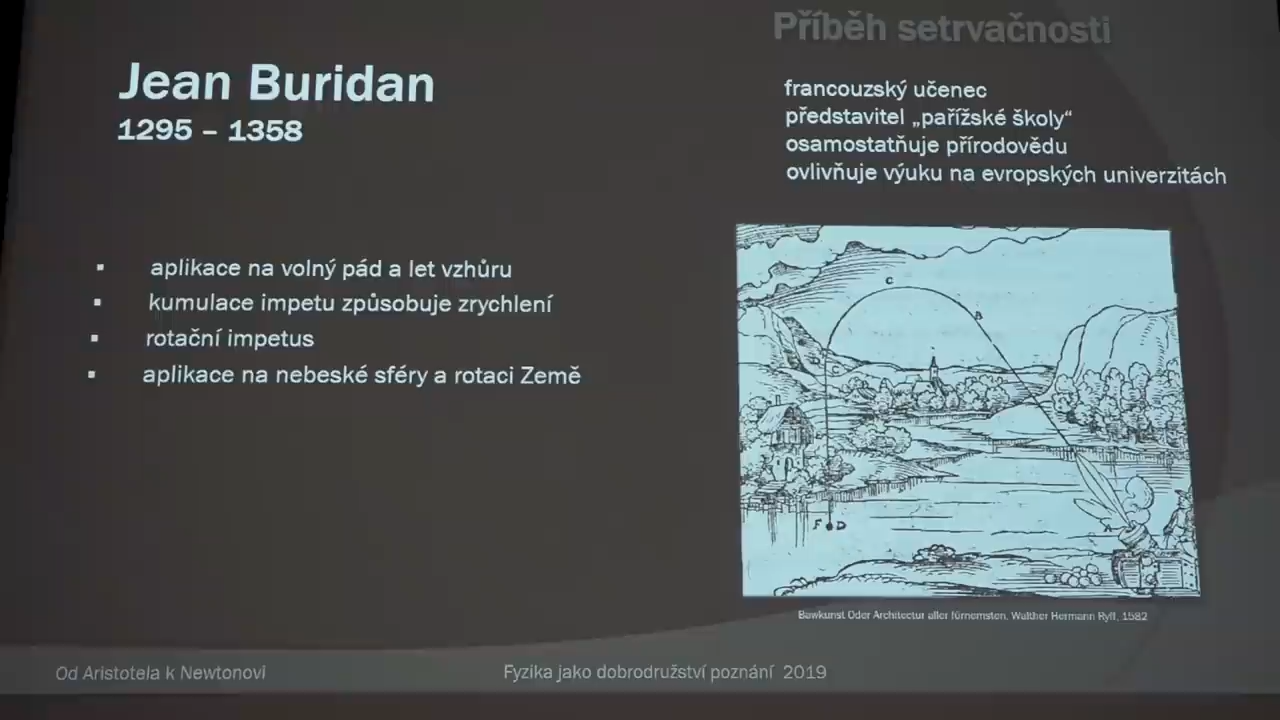 Příběh setrvačnosti
Jean Buridan
1295 – 1358
francouzský učenec
představitel „pařížské školy“
osamostatňuje přírodovědu
ovlivňuje výuku na evropských univerzitách
▪ aplikace na volný pád a let vzhůru
▪ kumulace impetu způsobuje zrychlení
▪ rotační impetus
▪ aplikace na nebeské sféry a rotaci Země
C
B
F D
A
Bawkunst Oder Architectur aller fürnemsten, Walther Hermann Ryff, 1582
Od Aristotela k Newtonovi
Fyzika jako dobrodružství poznání 2019